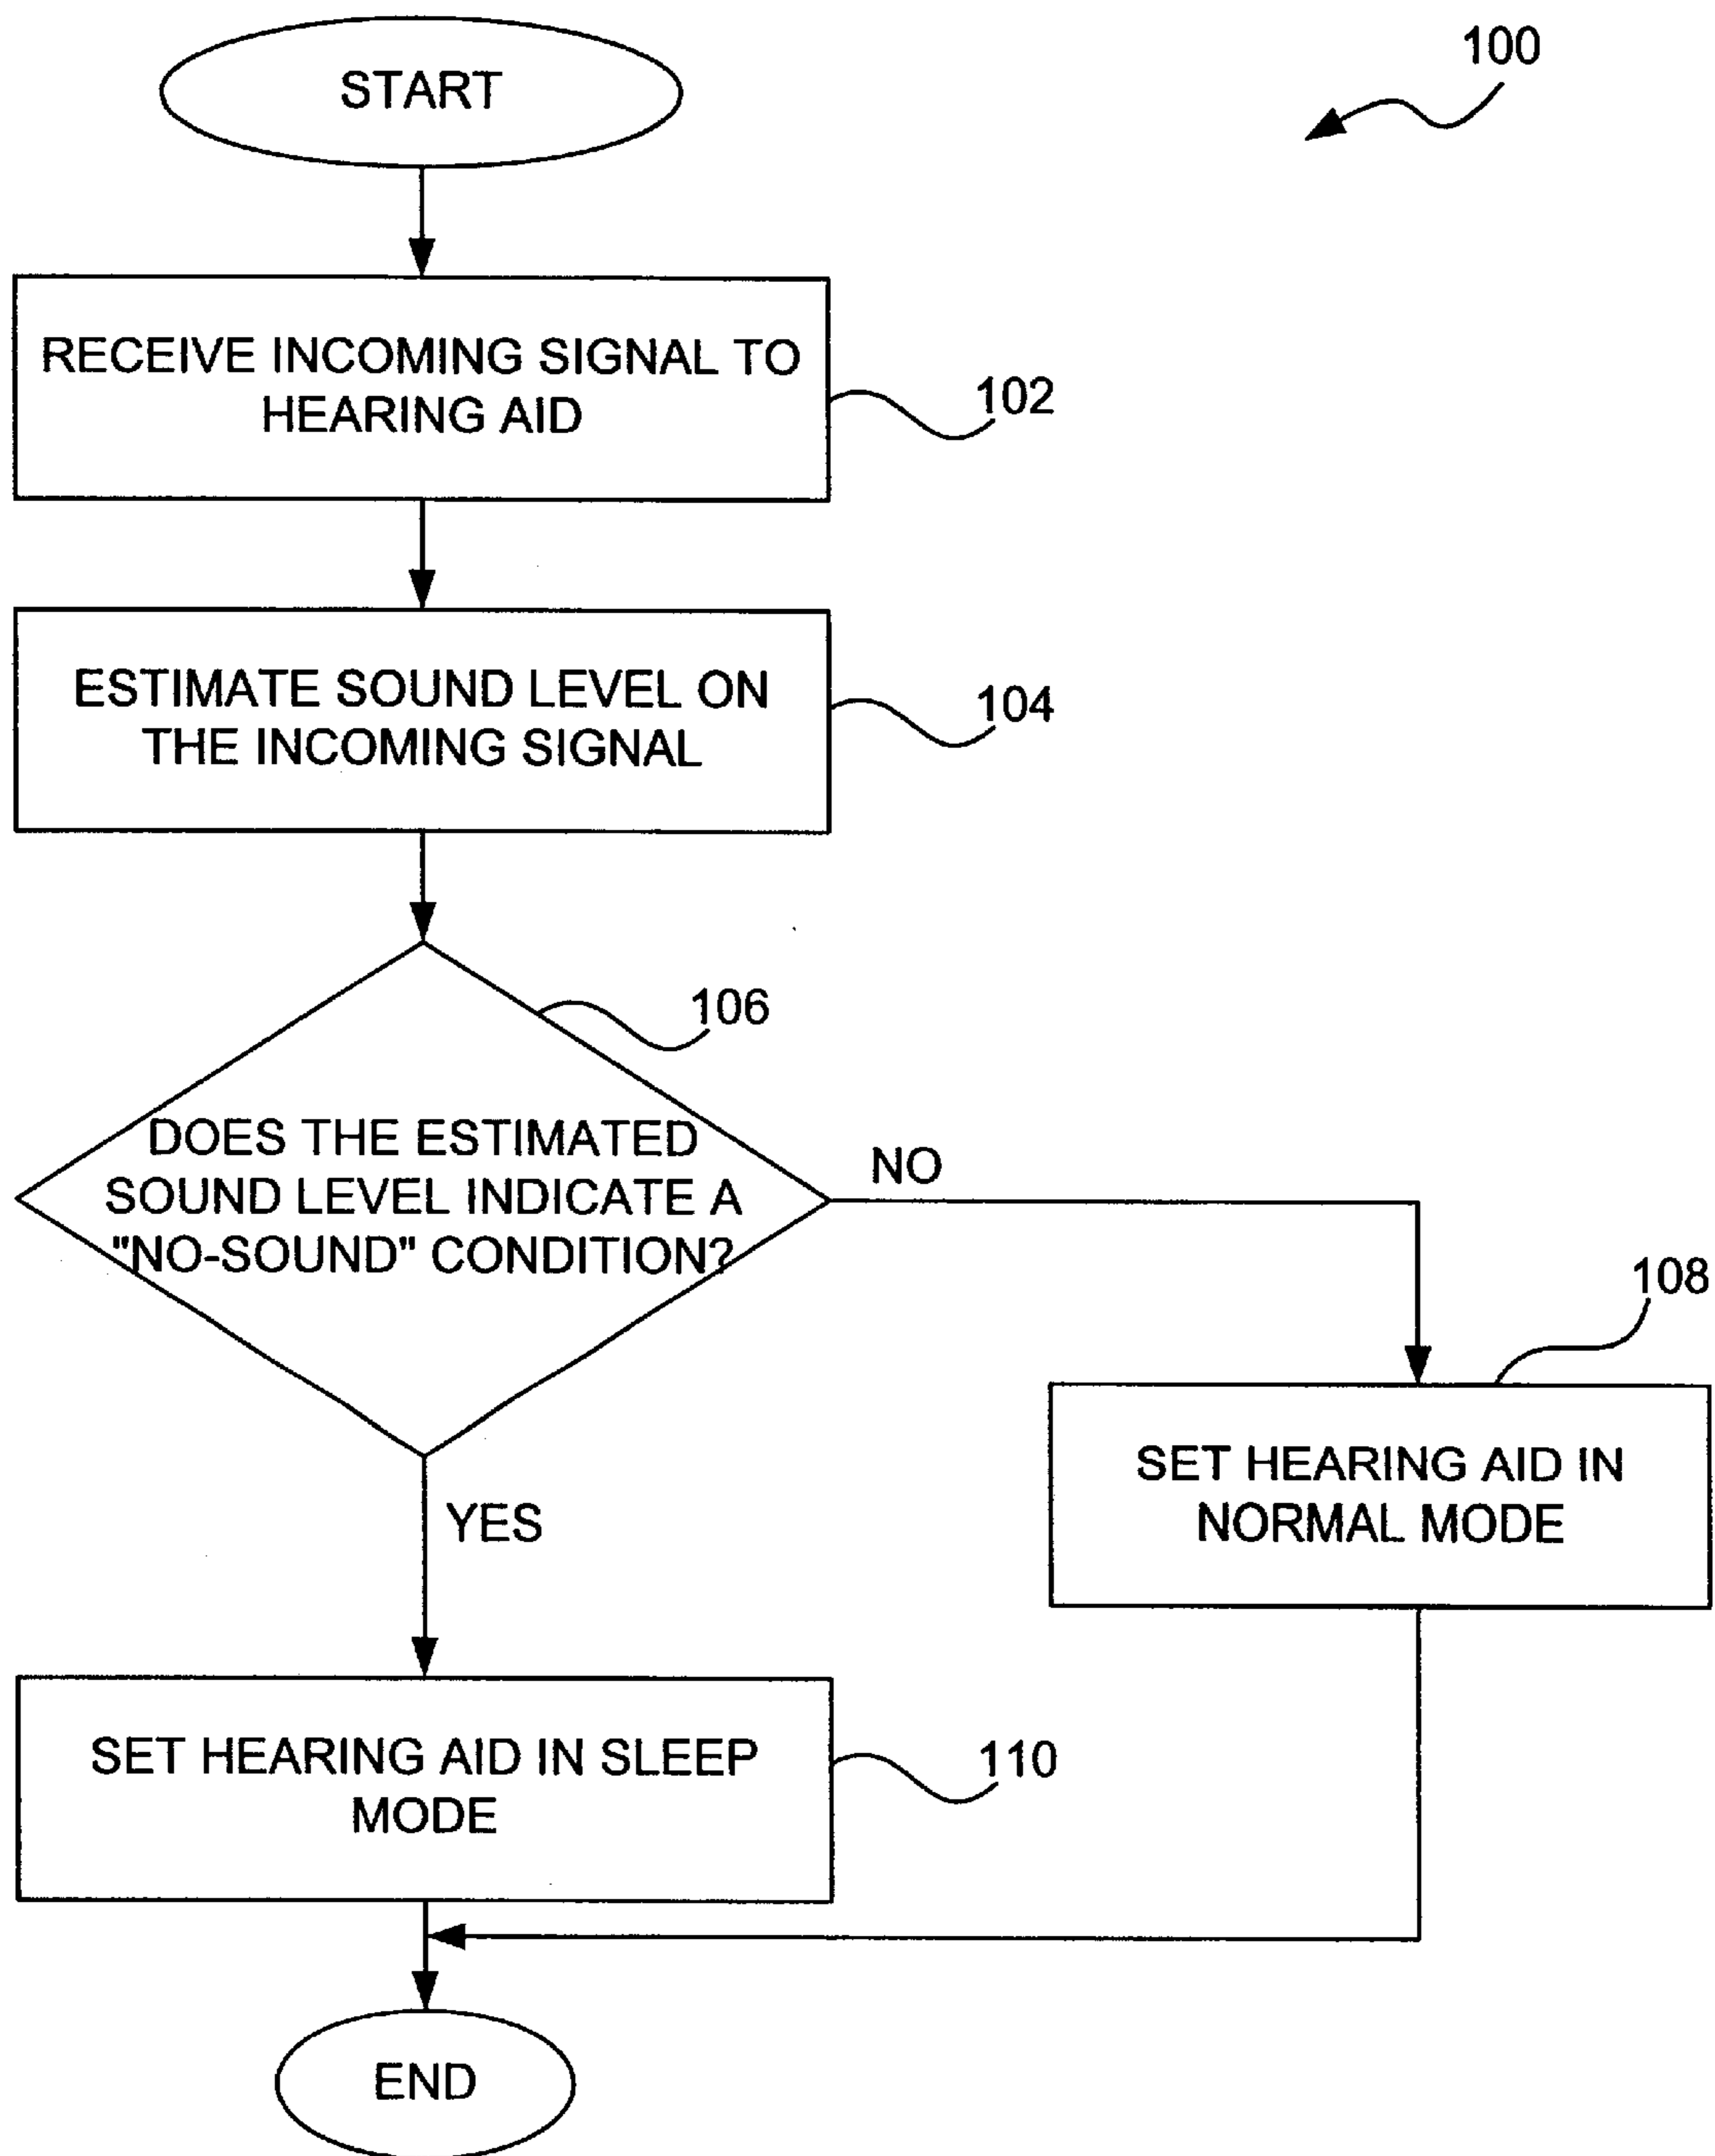 100
START
RECEIVE INCOMING SIGNAL TO
HEARING AID
102
ESTIMATE SOUND LEVEL ON
THE INCOMING SIGNAL
104
106
DOES THE ESTIMATED
SOUND LEVEL INDICATE A
"NO-SOUND" CONDITION?
NO
108
SET HEARING AID IN
NORMAL MODE
YES
SET HEARING AID IN SLEEP
MODE
110
END